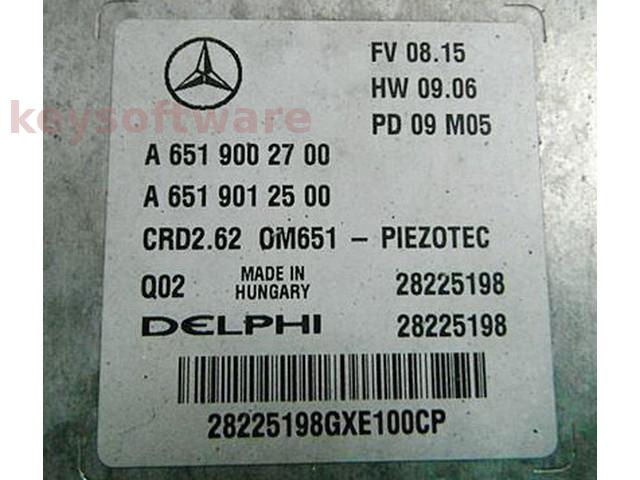 FV 08.15
HW 09.06
keysoftware
PD 09 M05
A 651 900 27 00
A 651 901 25 00
CRD2.62 OM651 - PIEZOTEC
Q02 MADE IN HUNGARY 28225198
DELPHI 28225198
28225198GXE100CP